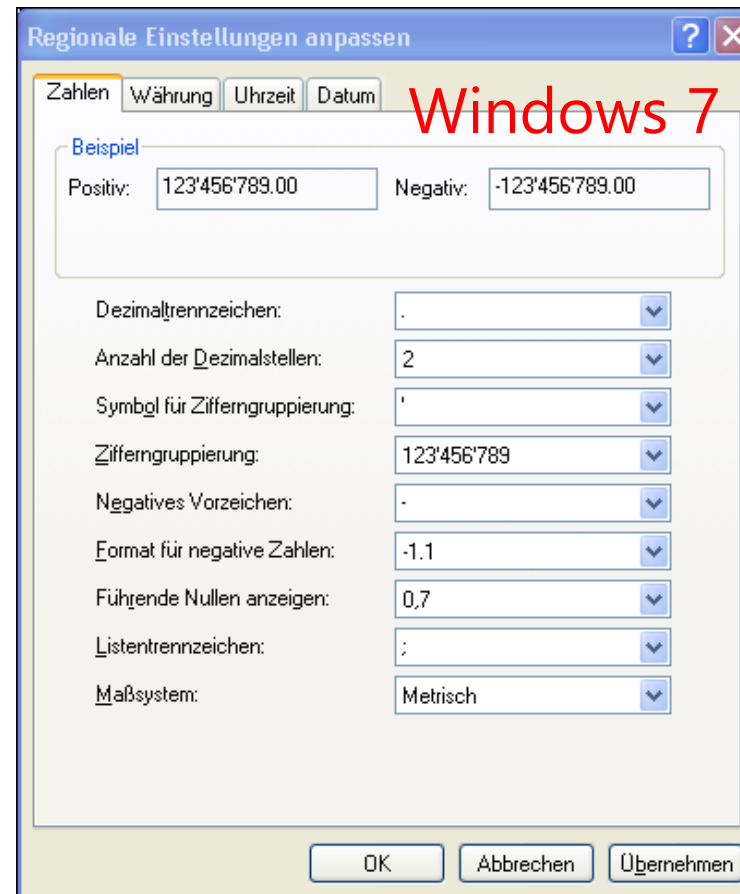 Regionale Einstellungen anpassen
Zahlen Währung Uhrzeit Datum Windows 7
Beispiel
Positiv: 123'456'789.00 Negativ: -123'456'789.00
Dezimaltrennzeichen: .
Anzahl der Dezimalstellen: 2
Symbol für Zifferngruppierung: '
Zifferngruppierung: 123'456'789
Negatives Vorzeichen: -
Format für negative Zahlen: -1.1
Führende Nullen anzeigen: 0,7
Listentrennzeichen: ;
Maßsystem: Metrisch
OK Abbrechen Übernehmen